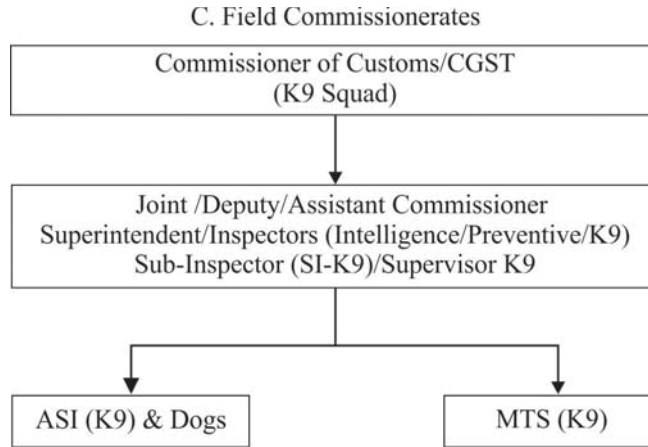 C. Field Commissionerates
Commissioner of Customs/CGST
(K9 Squad)
Joint /Deputy/Assistant Commissioner
Superintendent/Inspectors (Intelligence/Preventive/K9)
Sub-Inspector (SI-K9)/Supervisor K9
ASI (K9) & Dogs
MTS (K9)